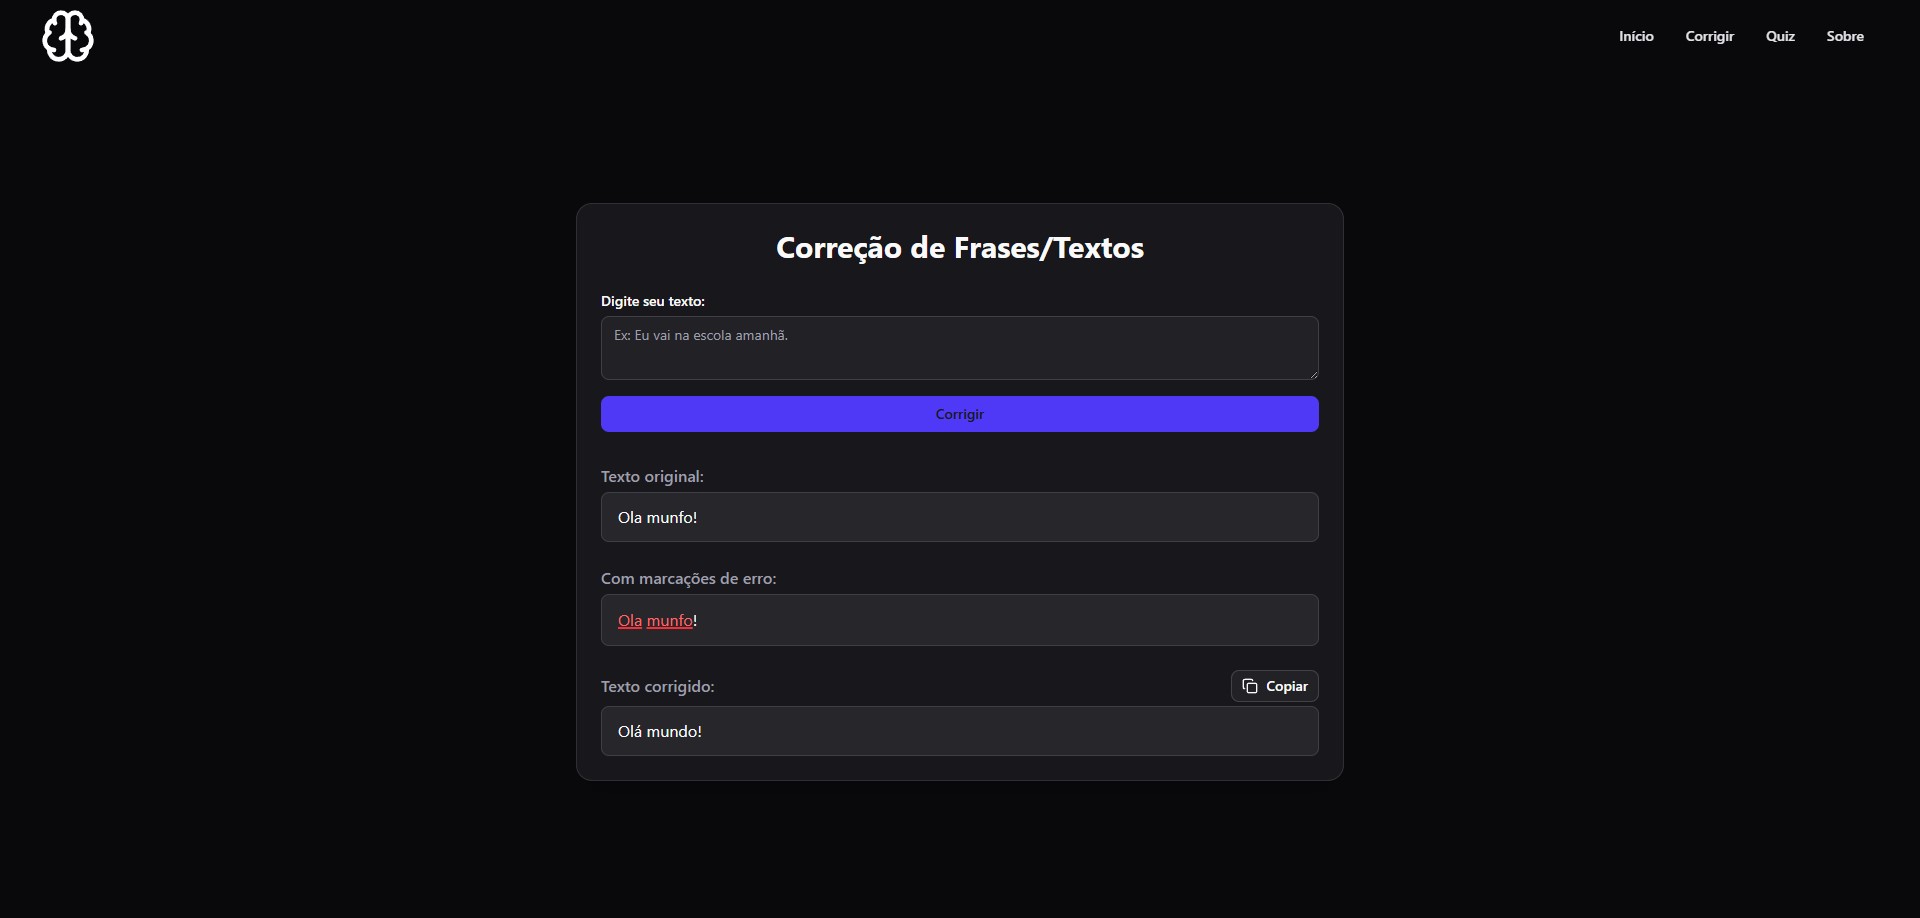 Início
Corrigir
Quiz
Sobre
Correção de Frases/Textos
Digite seu texto:
Ex: Eu vai na escola amanhã.
Corrigir
Texto original:
Ola munfo!
Com marcações de erro:
Ola munfo!
Texto corrigido:
Copiar
Olá mundo!